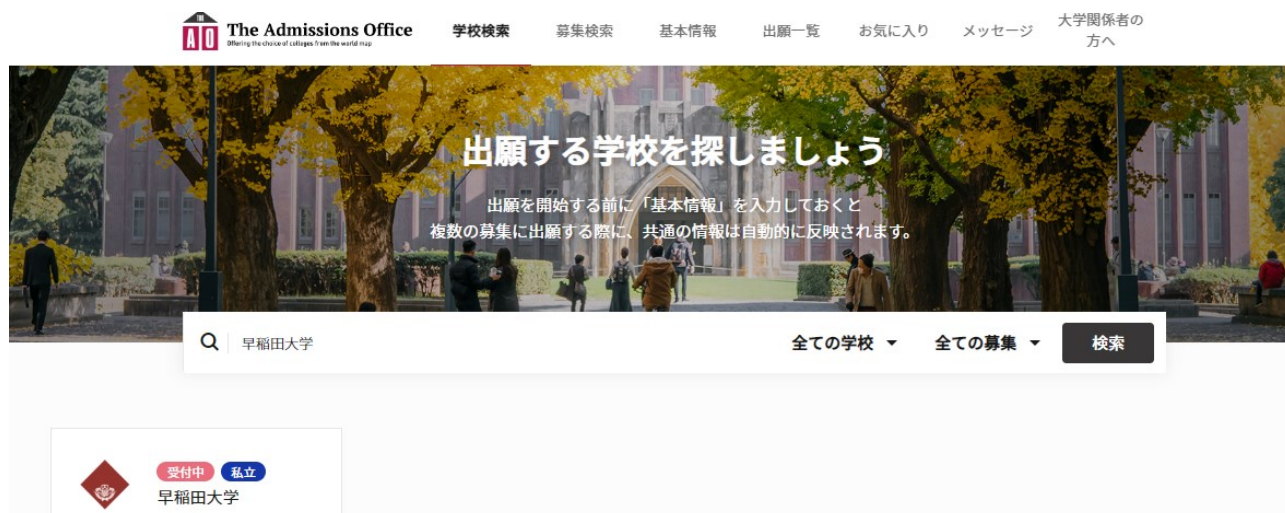 THE
AO
The Admissions Office
Offering the choice of colleges from the world map
学校検索
募集検索
基本情報
出願一覧
お気に入り
メッセージ
大学関係者の
方へ
出願する学校を探しましょう
出願を開始する前に「基本情報」を入力しておくと
複数の募集に出願する際に、共通の情報は自動的に反映されます。
早稲田大学
全ての学校
全ての募集
検索
受付中
私立
早稲田大学